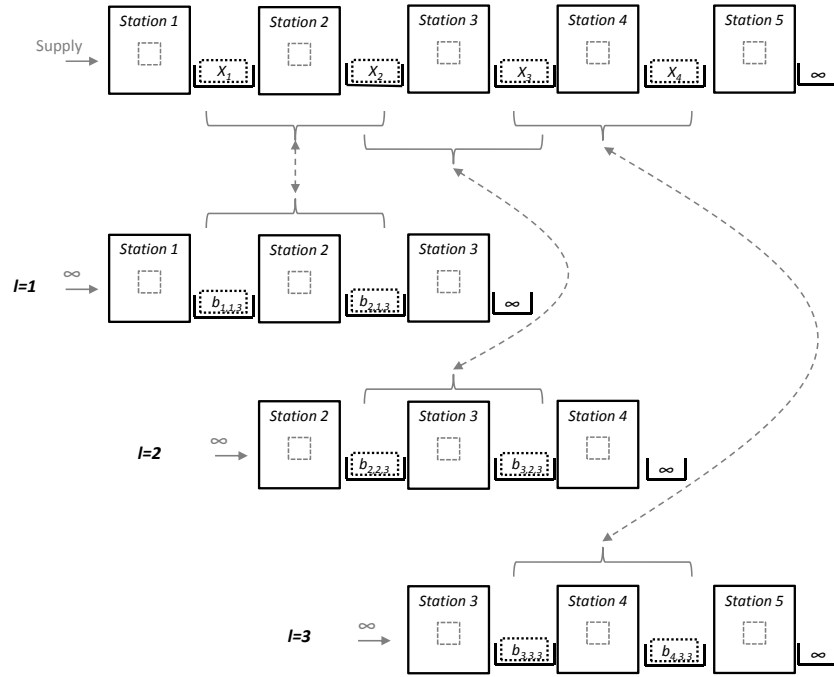 Station 1 Station 2 Station 3 Station 4 Station 5
Supply
X1 X2 X3 X4 ∞
Station 1 Station 2 Station 3
l=1 ∞
b1,1,3 b2,1,3 ∞
Station 2 Station 3 Station 4
l=2 ∞
b2,2,3 b3,2,3 ∞
Station 3 Station 4 Station 5
l=3 ∞
b3,3,3 b4,3,3 ∞